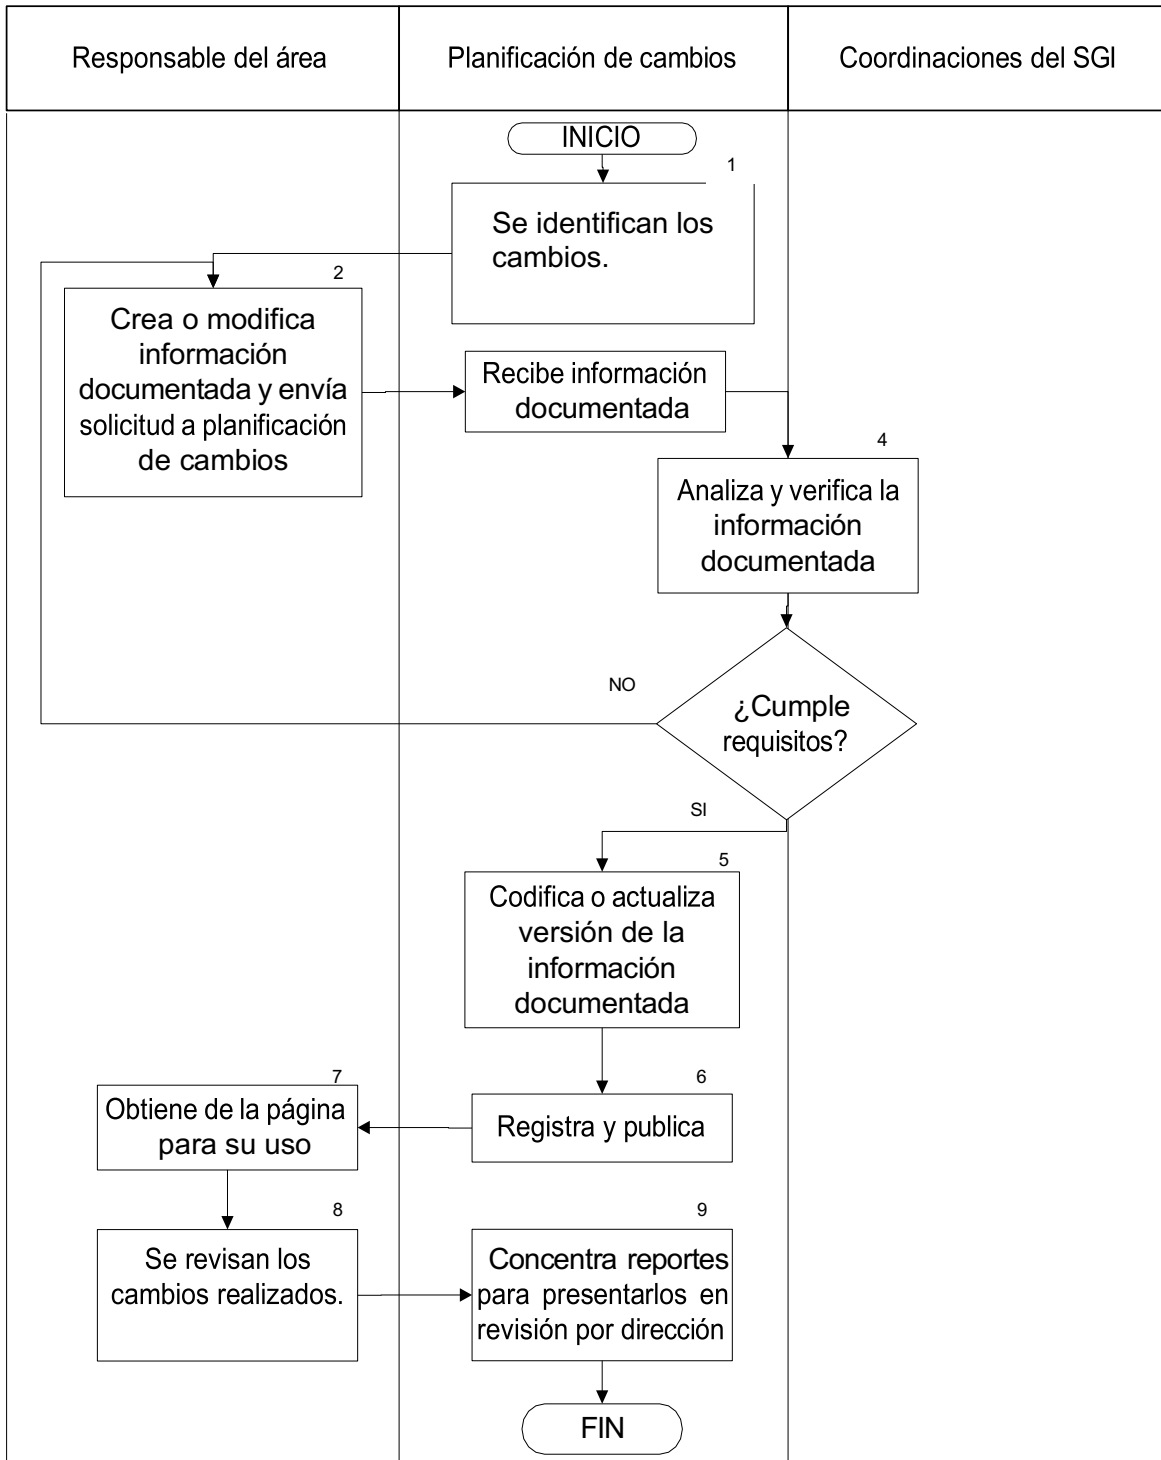 Responsable del área
Planificación de cambios
Coordinaciones del SGI
INICIO
1
Se identifican los
cambios.
2
Crea o modifica
información
documentada y envía
solicitud a planificación
de cambios
Recibe información
documentada
4
Analiza y verifica la
información
documentada
NO
¿Cumple
requisitos?
SI
5
Codifica o actualiza
versión de la
información
documentada
6
Registra y publica
7
Obtiene de la página
para su uso
8
Se revisan los
cambios realizados.
9
Concentra reportes
para presentarlos en
revisión por dirección
FIN